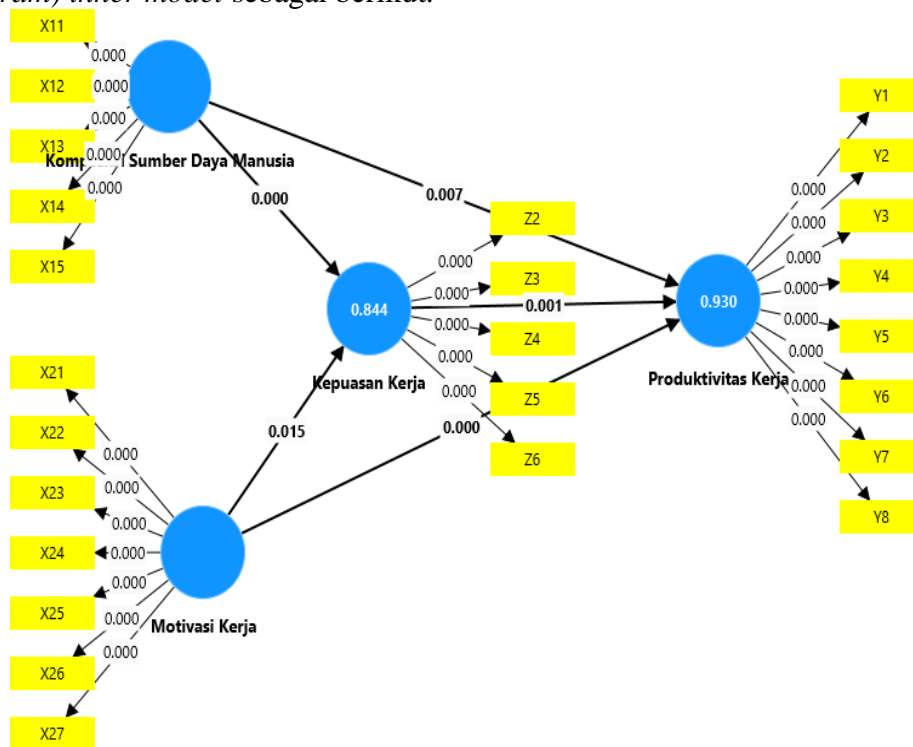 inner model sebagai berikut.
X11
0.000
X12
0.000
0.000
X13
0.000
Sumber Daya Manusia
0.000
X14
X15
0.000
0.007
Z2
0.000
Z3
0.000
0.001
0.844
Z4
0.000
0.000
Kepuasan Kerja
Z5
0.000
Z6
0.015
0.000
0.930
Produktivitas Kerja
Y1
0.000
Y2
0.000
Y3
0.000
Y4
0.000
Y5
0.000
Y6
0.000
0.000
Y7
0.000
Y8
X21
0.000
X22
0.000
X23
0.000
X24
0.000
X25
0.000
X26
0.000
X27
0.000
Motivasi Kerja